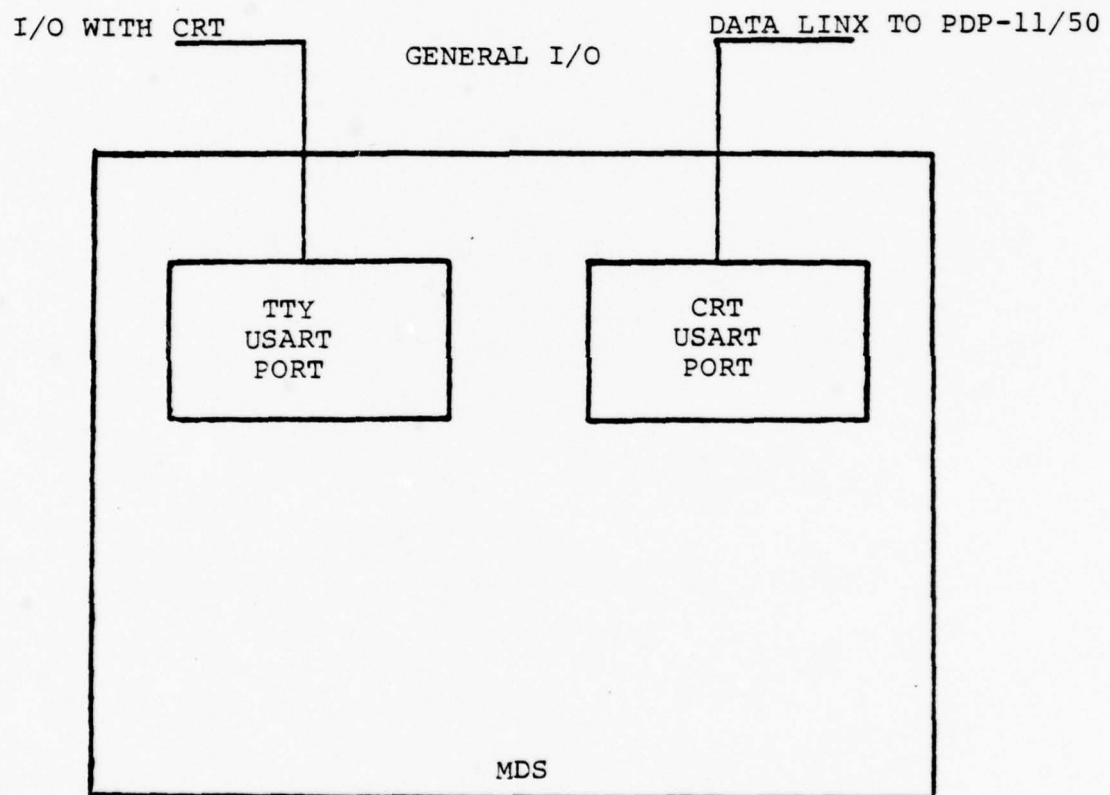 I/O WITH CRT
DATA LINX TO PDP-11/50
GENERAL I/O
TTY
USART
PORT
CRT
USART
PORT
MDS